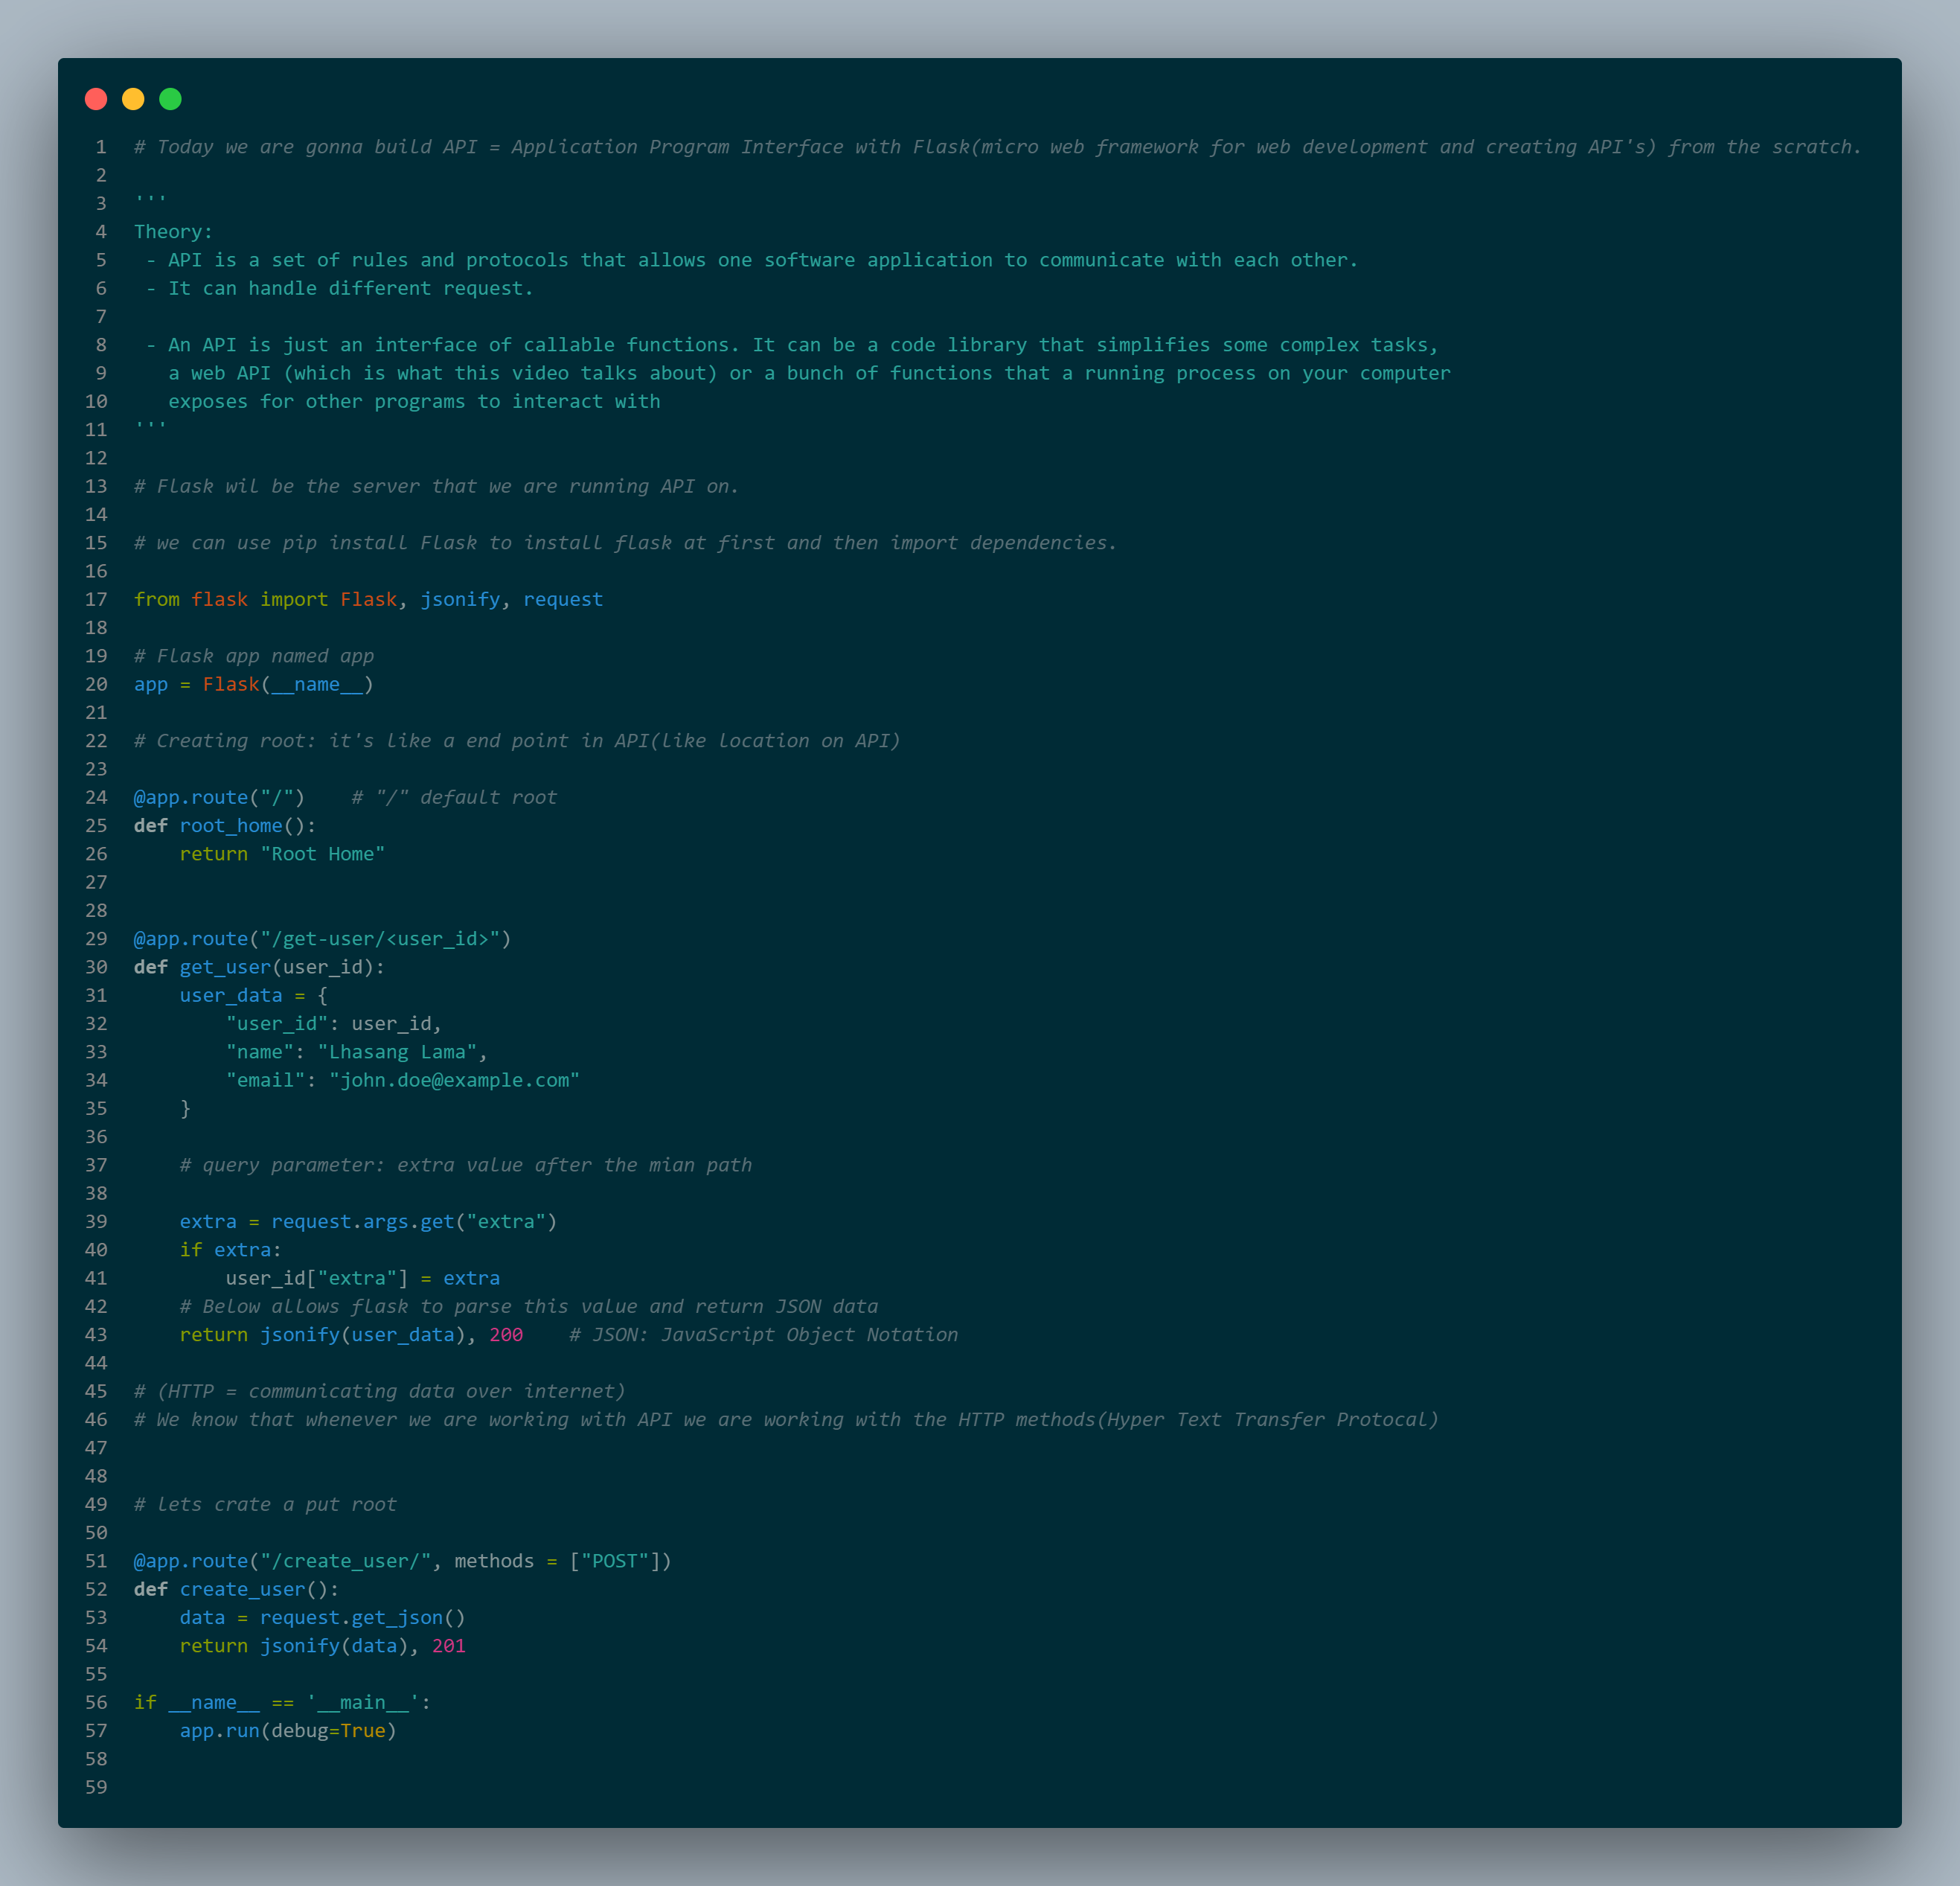 1 # Today we are gonna build API = Application Program Interface with Flask(micro web framework for web development and creating API's) from the scratch.
2
3 '''
4 Theory:
5  - API is a set of rules and protocols that allows one software application to communicate with each other.
6  - It can handle different request.
7
8  - An API is just an interface of callable functions. It can be a code library that simplifies some complex tasks,
9    a web API (which is what this video talks about) or a bunch of functions that a running process on your computer
10    exposes for other programs to interact with
11 '''
12
13 # Flask wil be the server that we are running API on.
14
15 # we can use pip install Flask to install flask at first and then import dependencies.
16
17 from flask import Flask, jsonify, request
18
19 # Flask app named app
20 app = Flask(__name__)
21
22 # Creating root: it's like a end point in API(like location on API)
23
24 @app.route("/")    # "/" default root
25 def root_home():
26     return "Root Home"
27
28
29 @app.route("/get-user/<user_id>")
30 def get_user(user_id):
31     user_data = {
32         "user_id": user_id,
33         "name": "Lhasang Lama",
34         "email": "john.doe@example.com"
35     }
36
37     # query parameter: extra value after the mian path
38
39     extra = request.args.get("extra")
40     if extra:
41         user_id["extra"] = extra
42     # Below allows flask to parse this value and return JSON data
43     return jsonify(user_data), 200    # JSON: JavaScript Object Notation
44
45 # (HTTP = communicating data over internet)
46 # We know that whenever we are working with API we are working with the HTTP methods(Hyper Text Transfer Protocal)
47
48
49 # lets crate a put root
50
51 @app.route("/create_user/", methods = ["POST"])
52 def create_user():
53     data = request.get_json()
54     return jsonify(data), 201
55
56 if __name__ == '__main__':
57     app.run(debug=True)
58
59